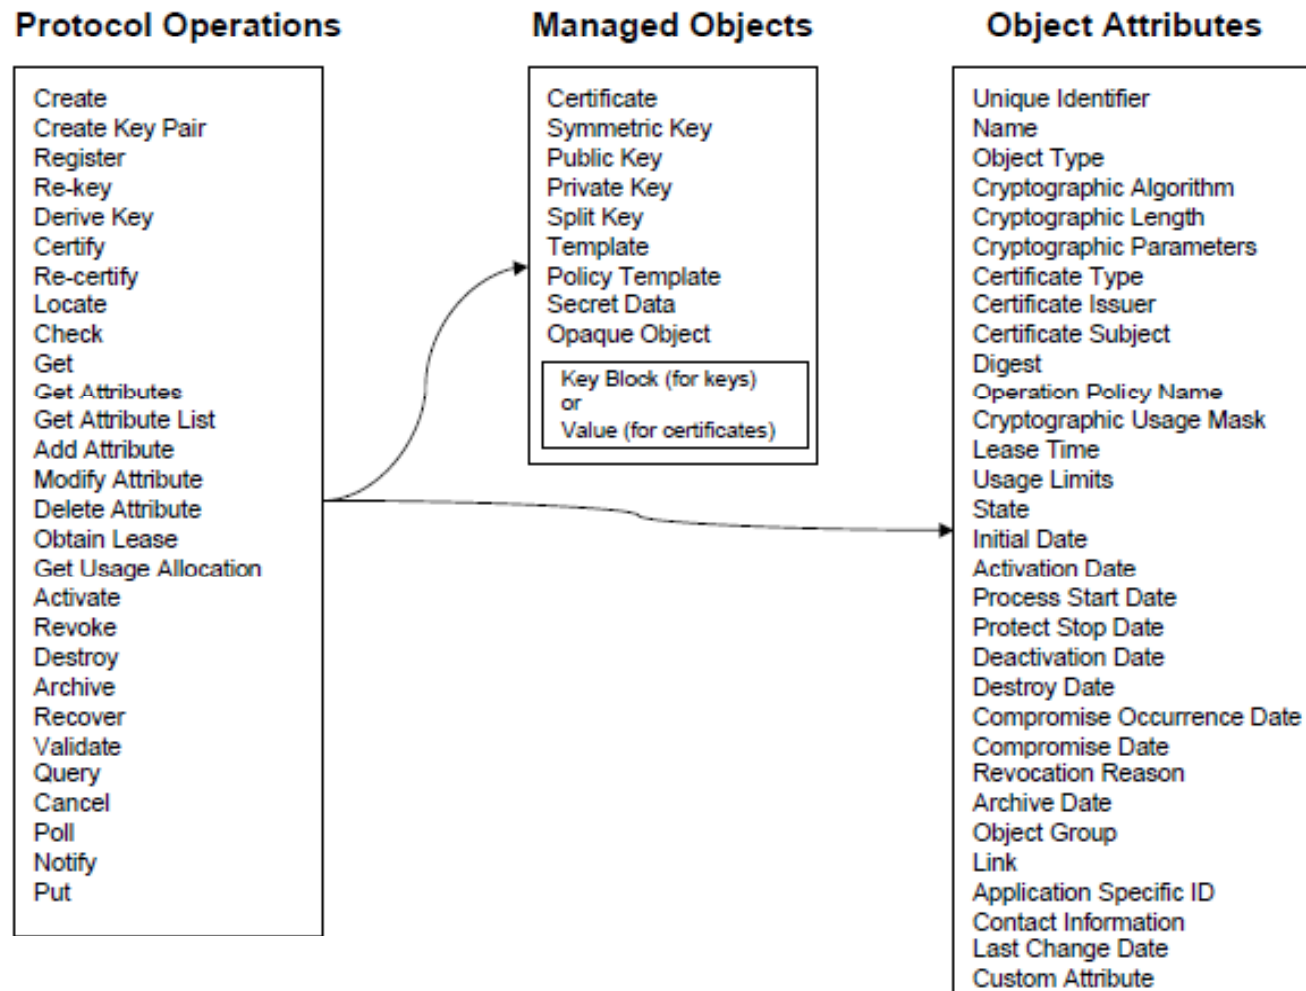 Protocol Operations
Create
Create Key Pair
Register
Re-key
Derive Key
Certify
Re-certify
Locate
Check
Get
Get Attributes
Get Attribute List
Add Attribute
Modify Attribute
Delete Attribute
Obtain Lease
Get Usage Allocation
Activate
Revoke
Destroy
Archive
Recover
Validate
Query
Cancel
Poll
Notify
Put
Managed Objects
Certificate
Symmetric Key
Public Key
Private Key
Split Key
Template
Policy Template
Secret Data
Opaque Object
Key Block (for keys)
or
Value (for certificates)
Object Attributes
Unique Identifier
Name
Object Type
Cryptographic Algorithm
Cryptographic Length
Cryptographic Parameters
Certificate Type
Certificate Issuer
Certificate Subject
Digest
Operation Policy Name
Cryptographic Usage Mask
Lease Time
Usage Limits
State
Initial Date
Activation Date
Process Start Date
Protect Stop Date
Deactivation Date
Destroy Date
Compromise Occurrence Date
Compromise Date
Revocation Reason
Archive Date
Object Group
Link
Application Specific ID
Contact Information
Last Change Date
Custom Attribute